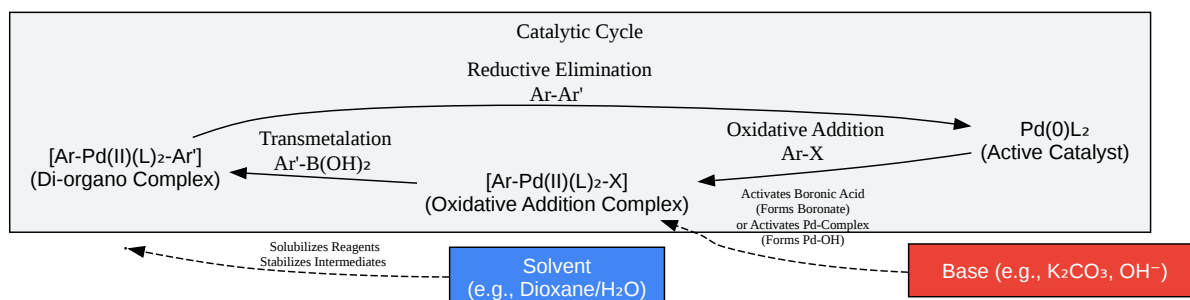 Catalytic Cycle
Reductive Elimination
Ar-Ar'
Transmetalation
Ar'-B(OH)₂
Oxidative Addition
Ar-X
Pd(0)L₂
(Active Catalyst)
[Ar-Pd(II)(L)₂-Ar']
(Di-organo Complex)
[Ar-Pd(II)(L)₂-X]
(Oxidative Addition Complex)
Activates Boronic Acid
(Forms Boronate)
or Activates Pd-Complex
(Forms Pd-OH)
Solubilizes Reagents
Stabilizes Intermediates
Solvent
(e.g., Dioxane/H₂O)
Base (e.g., K₂CO₃, OH⁻)